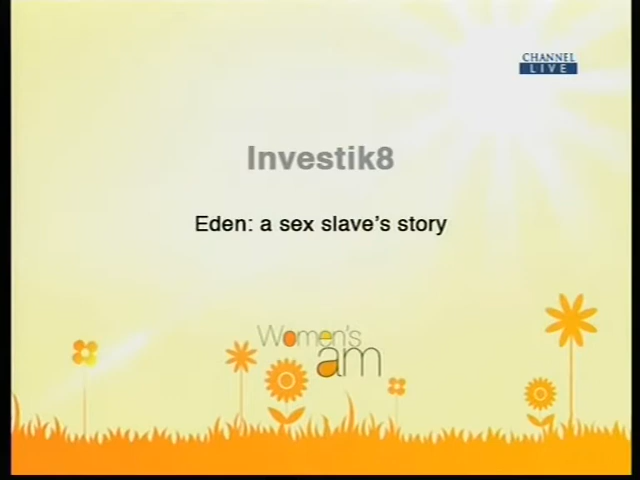 CHANNEL
LIVE
Investik8
Eden: a sex slave's story
Women's
am